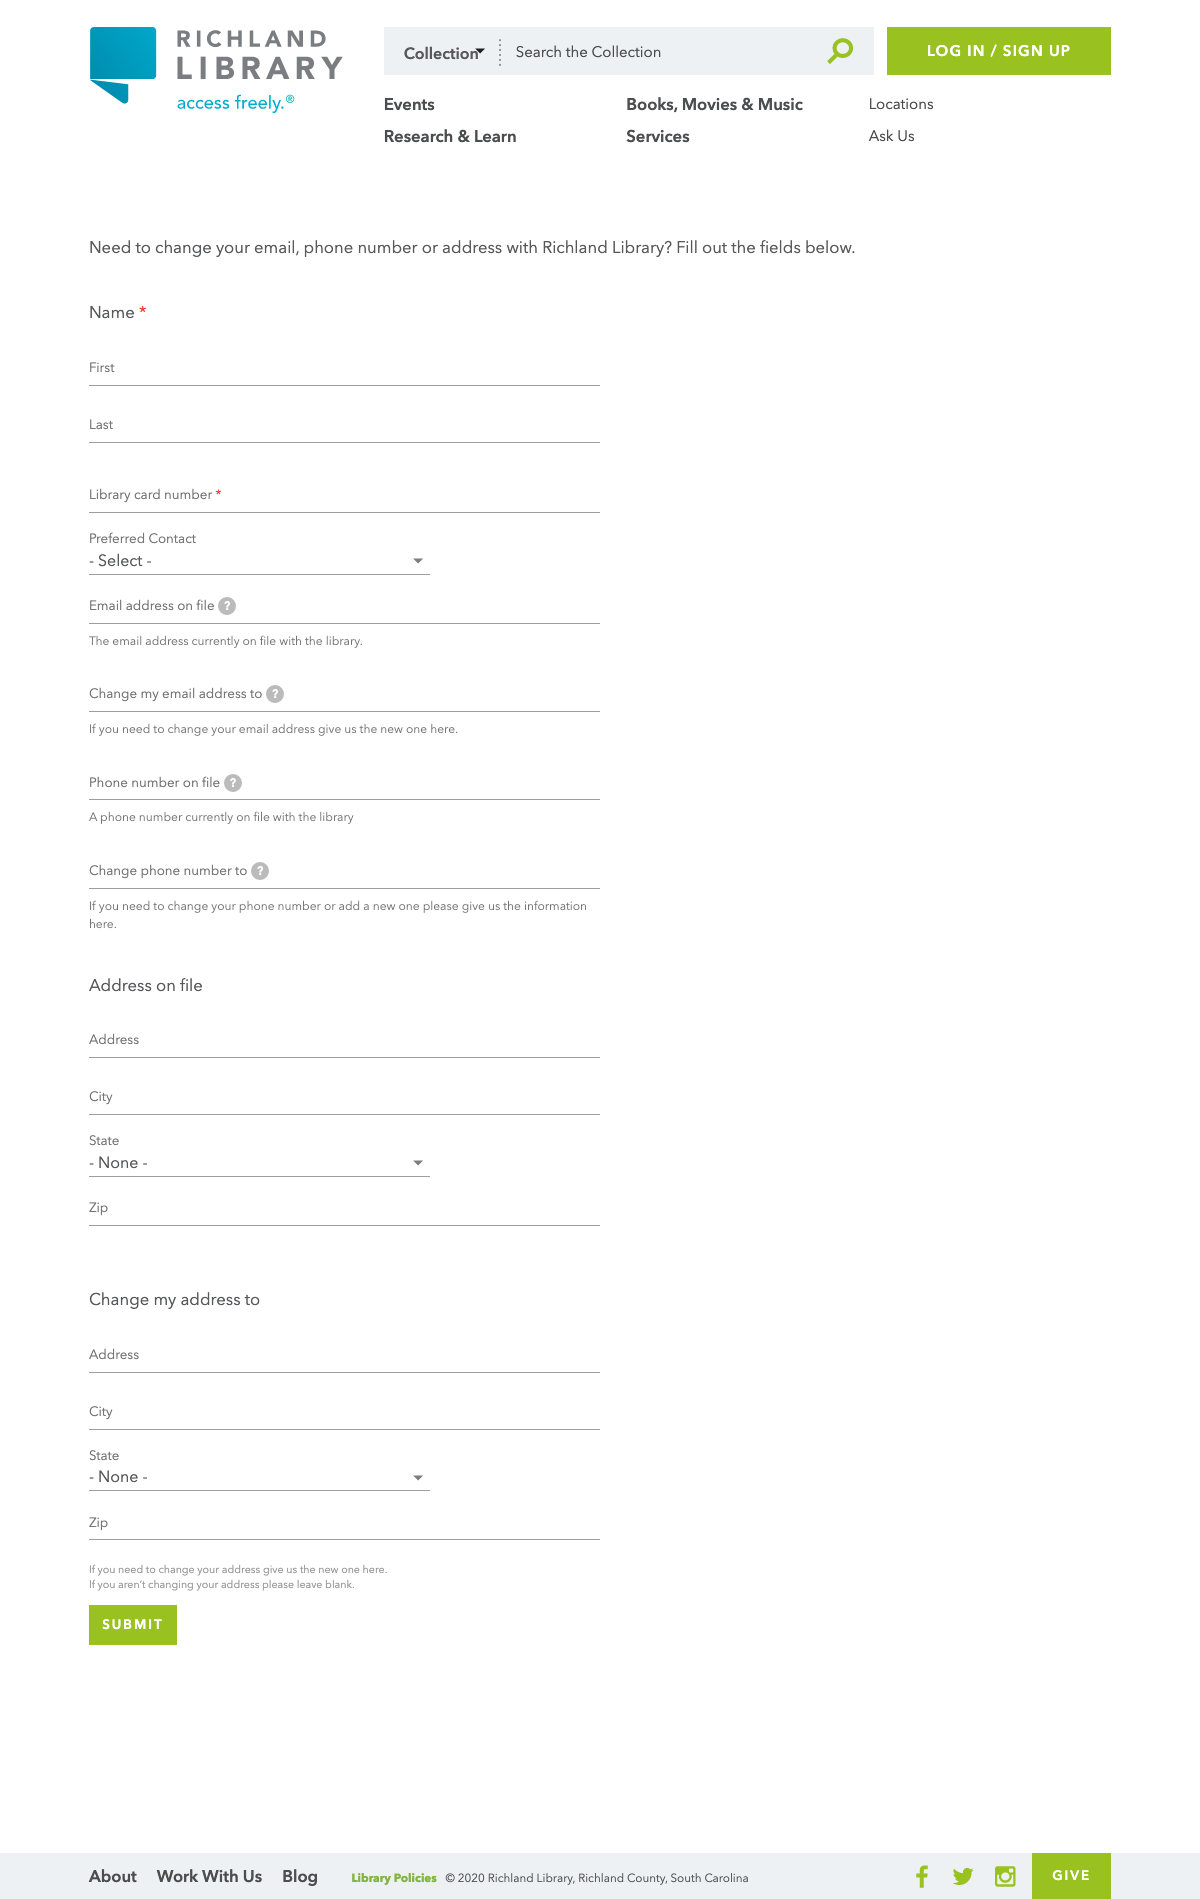 RICHLAND
LIBRARY
access freely.®
Collection
Search the Collection
LOG IN / SIGN UP
Events
Books, Movies & Music
Locations
Research & Learn
Services
Ask Us
Need to change your email, phone number or address with Richland Library? Fill out the fields below.
Name *
First
Last
Library card number *
Preferred Contact
- Select -
Email address on file ?
The email address currently on file with the library.
Change my email address to ?
If you need to change your email address give us the new one here.
Phone number on file ?
A phone number currently on file with the library
Change phone number to ?
If you need to change your phone number or add a new one please give us the information
here.
Address on file
Address
City
State
- None -
Zip
Change my address to
Address
City
State
- None -
Zip
If you need to change your address give us the new one here.
If you aren't changing your address please leave blank.
SUBMIT
About Work With Us Blog Library Policies © 2020 Richland Library, Richland County, South Carolina
GIVE